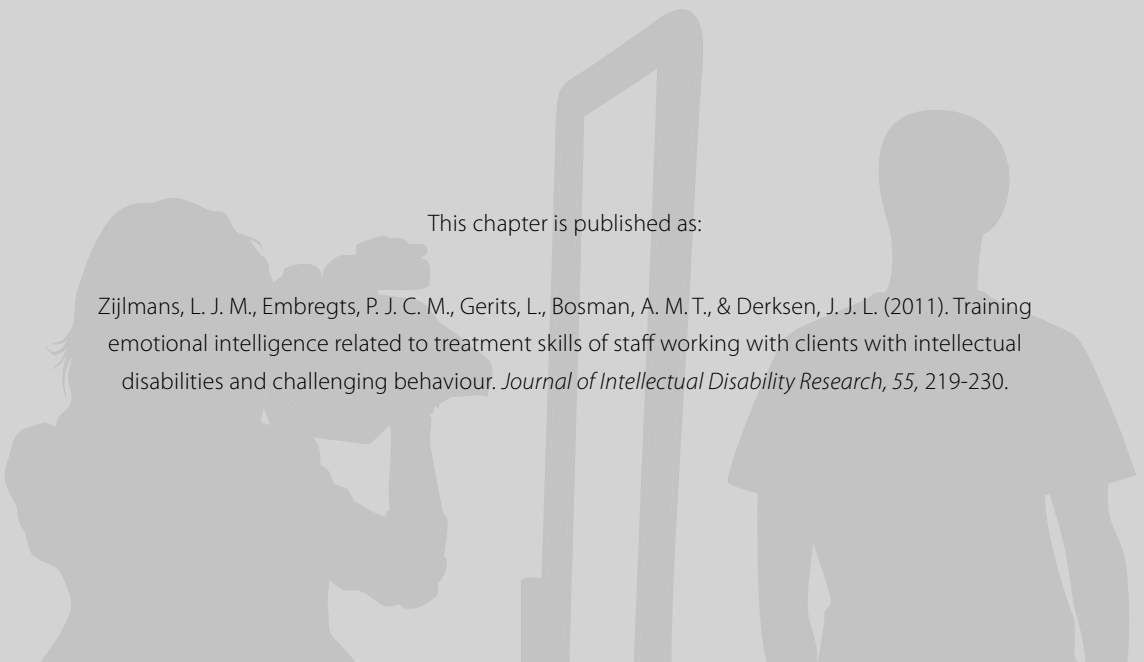 This chapter is published as:
Zijlmans, L. J. M., Embregts, P. J. C. M., Gerits, L., Bosman, A. M. T., & Derksen, J. J. L. (2011). Training
emotional intelligence related to treatment skills of staff working with clients with intellectual
disabilities and challenging behaviour. Journal of Intellectual Disability Research, 55, 219-230.